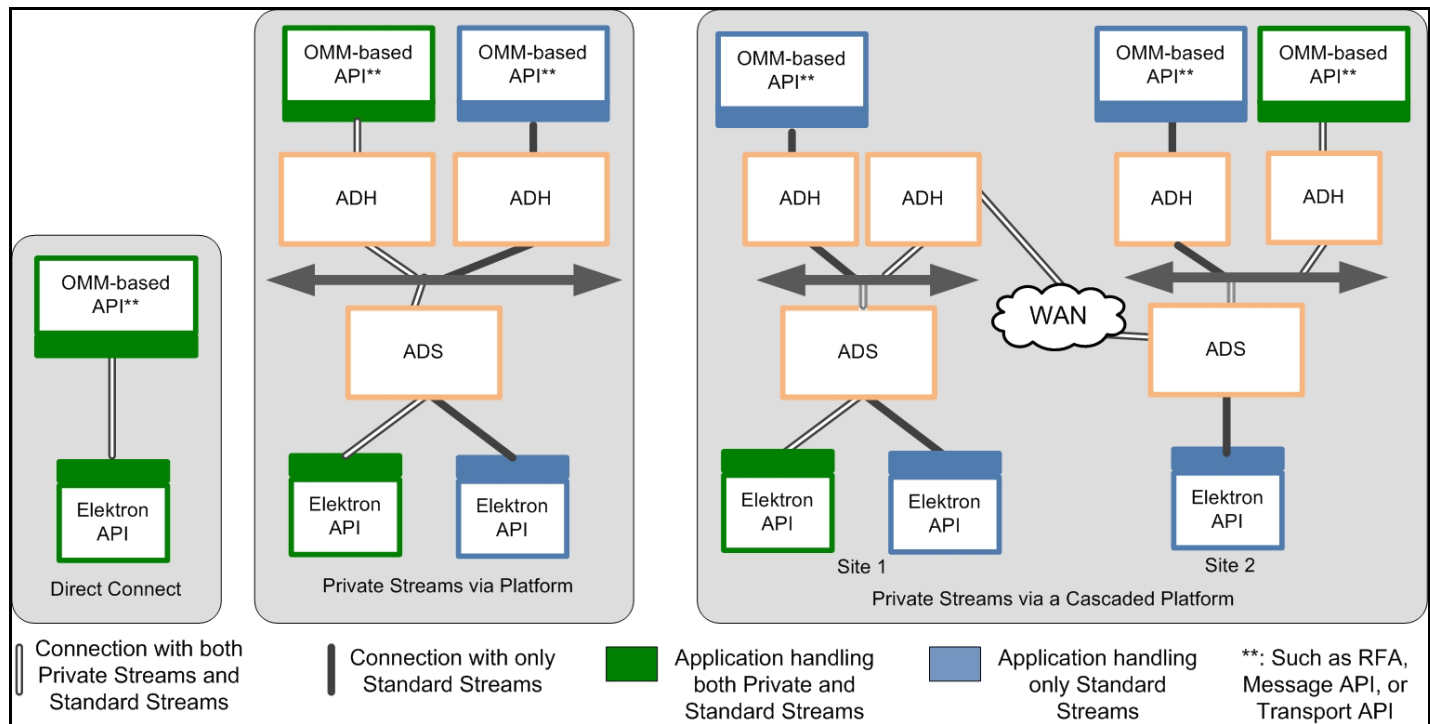 OMM-based
API**
Elektron
API
Direct Connect
OMM-based
API**
OMM-based
API**
ADH
ADH
ADS
Elektron
API
Elektron
API
Private Streams via Platform
OMM-based
API**
OMM-based
API**
OMM-based
API**
ADH
ADH
ADH
ADH
WAN
ADS
ADS
Elektron
API
Elektron
API
Elektron
API
Site 1
Site 2
Private Streams via a Cascaded Platform
Connection with both
Private Streams and
Standard Streams
Connection with only
Standard Streams
Application handling
both Private and
Standard Streams
Application handling
only Standard
Streams
**: Such as RFA,
Message API, or
Transport API